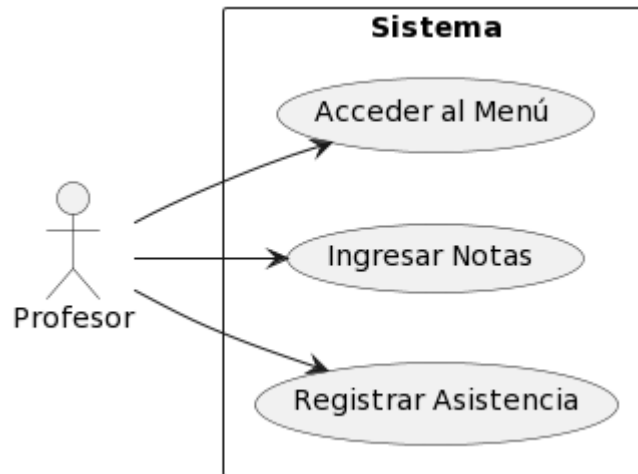 Sistema
Acceder al Menú
Ingresar Notas
Profesor
Registrar Asistencia